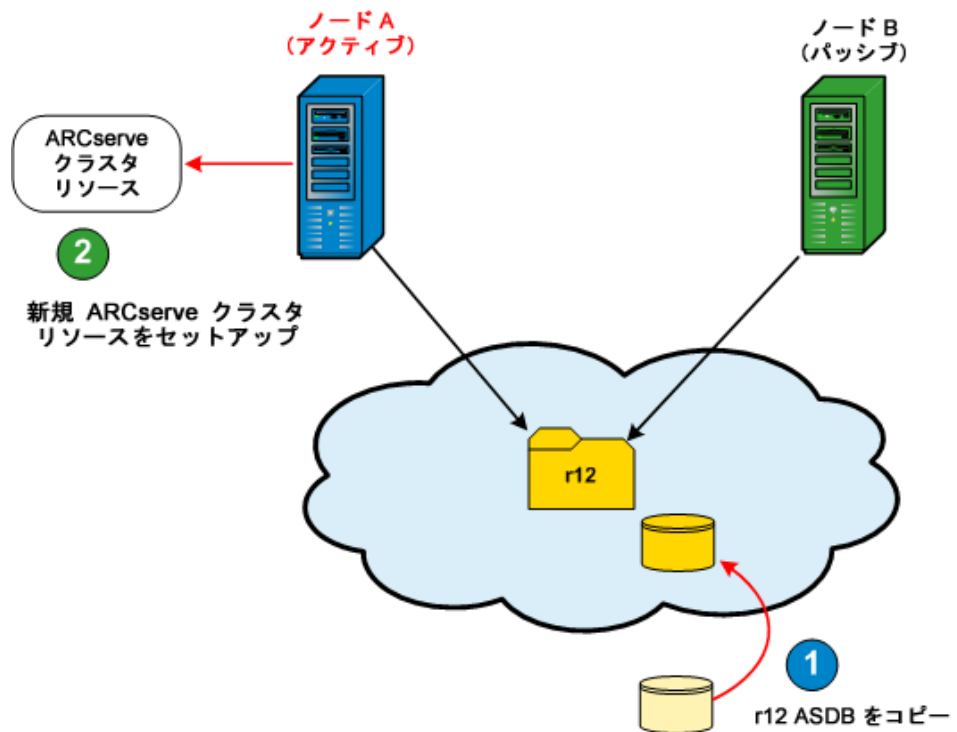 ノード A
(アクティブ)
ノード B
(パッシブ)
ARCserve
クラスタ
リソース
2
新規 ARCserve クラスタ
リソースをセットアップ
r12
1
r12 ASDB をコピー